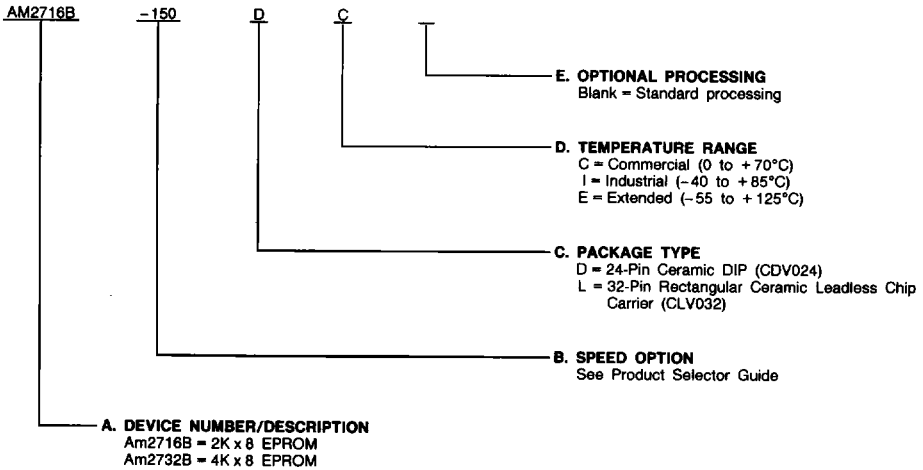 AM2716B -150 D C
E. OPTIONAL PROCESSING
Blank = Standard processing
D. TEMPERATURE RANGE
C = Commercial (0 to +70°C)
I = Industrial (-40 to +85°C)
E = Extended (-55 to +125°C)
C. PACKAGE TYPE
D = 24-Pin Ceramic DIP (CDV024)
L = 32-Pin Rectangular Ceramic Leadless Chip
Carrier (CLV032)
B. SPEED OPTION
See Product Selector Guide
A. DEVICE NUMBER/DESCRIPTION
Am2716B = 2K x 8 EPROM
Am2732B = 4K x 8 EPROM